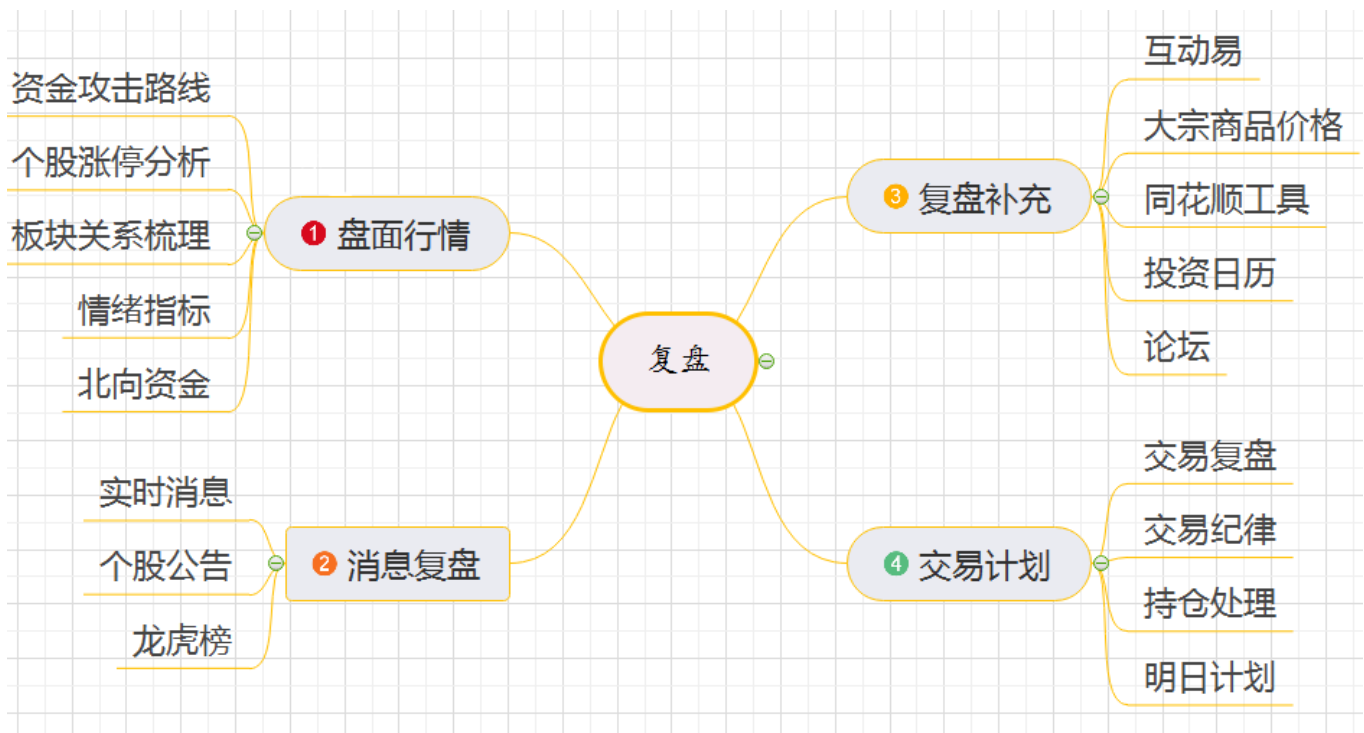 复盘
1 盘面行情
资金攻击路线
个股涨停分析
板块关系梳理
情绪指标
北向资金
2 消息复盘
实时消息
个股公告
龙虎榜
3 复盘补充
互动易
大宗商品价格
同花顺工具
投资日历
论坛
4 交易计划
交易复盘
交易纪律
持仓处理
明日计划